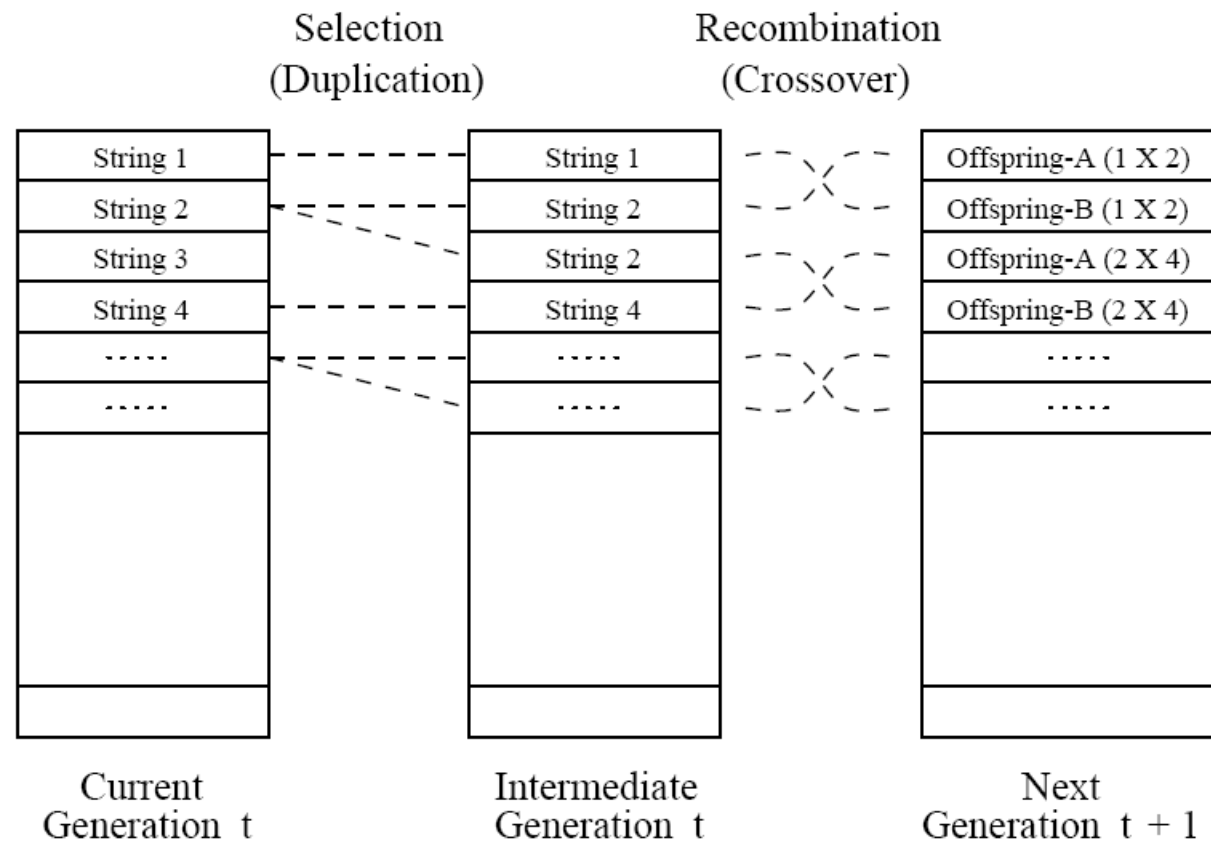 Selection
(Duplication)
Recombination
(Crossover)
String 1
String 2
String 3
String 4
.....
.....
String 1
String 2
String 2
String 4
.....
.....
Offspring-A (1 X 2)
Offspring-B (1 X 2)
Offspring-A (2 X 4)
Offspring-B (2 X 4)
.....
.....
Current
Generation t
Intermediate
Generation t
Next
Generation t + 1